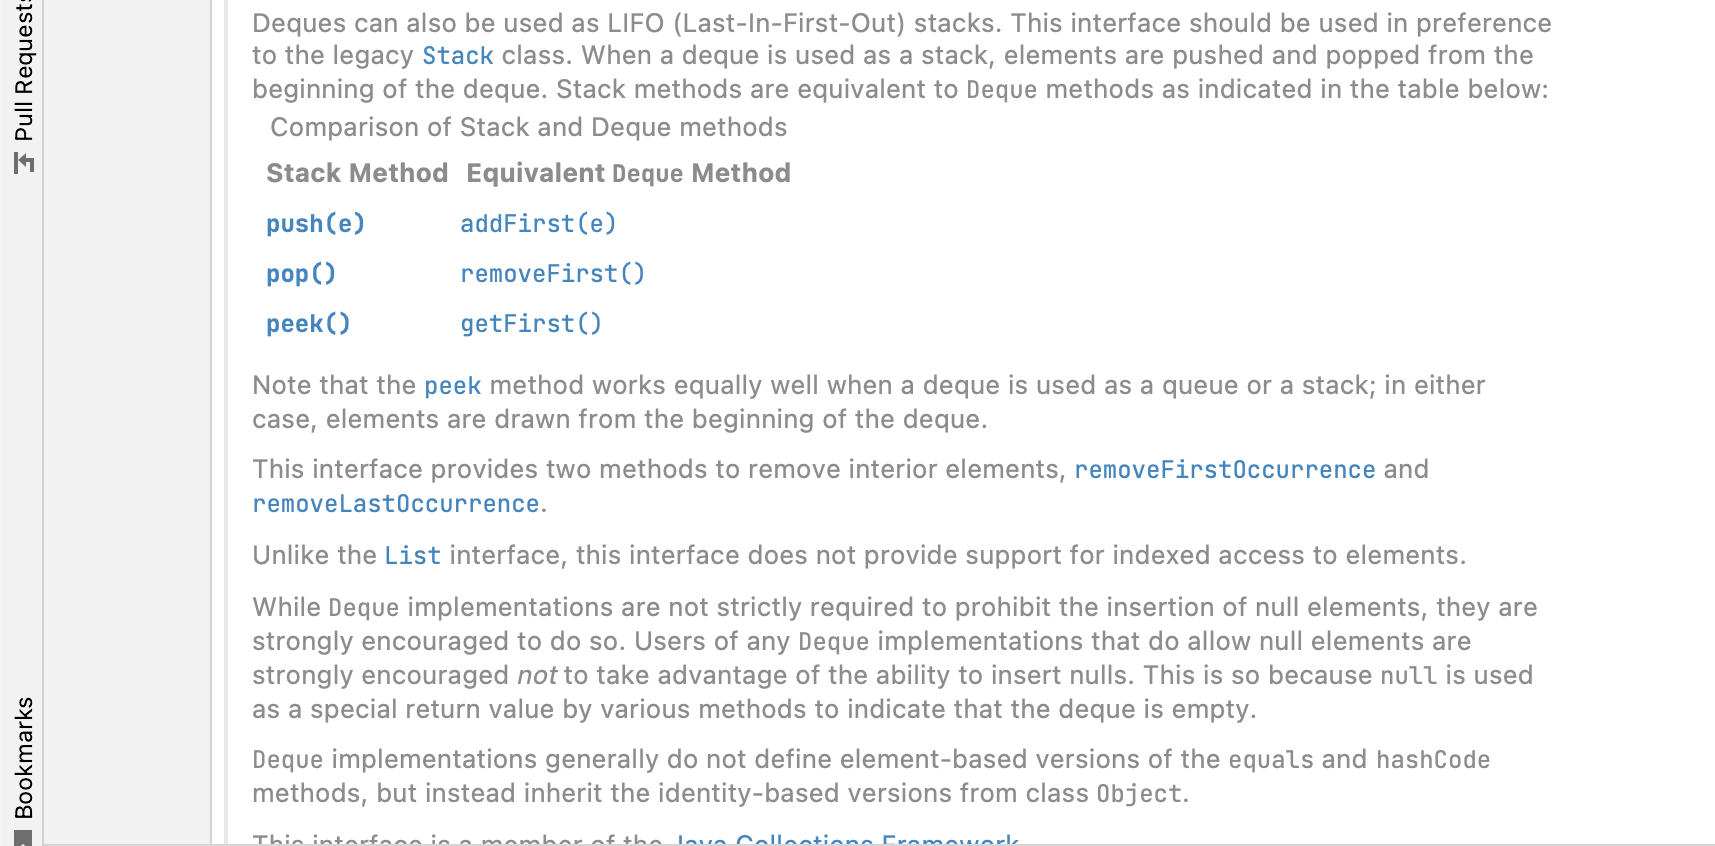 Pull Requests
Bookmarks
Deques can also be used as LIFO (Last-In-First-Out) stacks. This interface should be used in preference
to the legacy Stack class. When a deque is used as a stack, elements are pushed and popped from the
beginning of the deque. Stack methods are equivalent to Deque methods as indicated in the table below:
Comparison of Stack and Deque methods
Stack Method Equivalent Deque Method
push(e) addFirst(e)
pop() removeFirst()
peek() getFirst()
Note that the peek method works equally well when a deque is used as a queue or a stack; in either
case, elements are drawn from the beginning of the deque.
This interface provides two methods to remove interior elements, removeFirstOccurrence and
removeLastOccurrence.
Unlike the List interface, this interface does not provide support for indexed access to elements.
While Deque implementations are not strictly required to prohibit the insertion of null elements, they are
strongly encouraged to do so. Users of any Deque implementations that do allow null elements are
strongly encouraged not to take advantage of the ability to insert nulls. This is so because null is used
as a special return value by various methods to indicate that the deque is empty.
Deque implementations generally do not define element-based versions of the equals and hashCode
methods, but instead inherit the identity-based versions from class Object.
This interface is a member of the Java Collections Framework